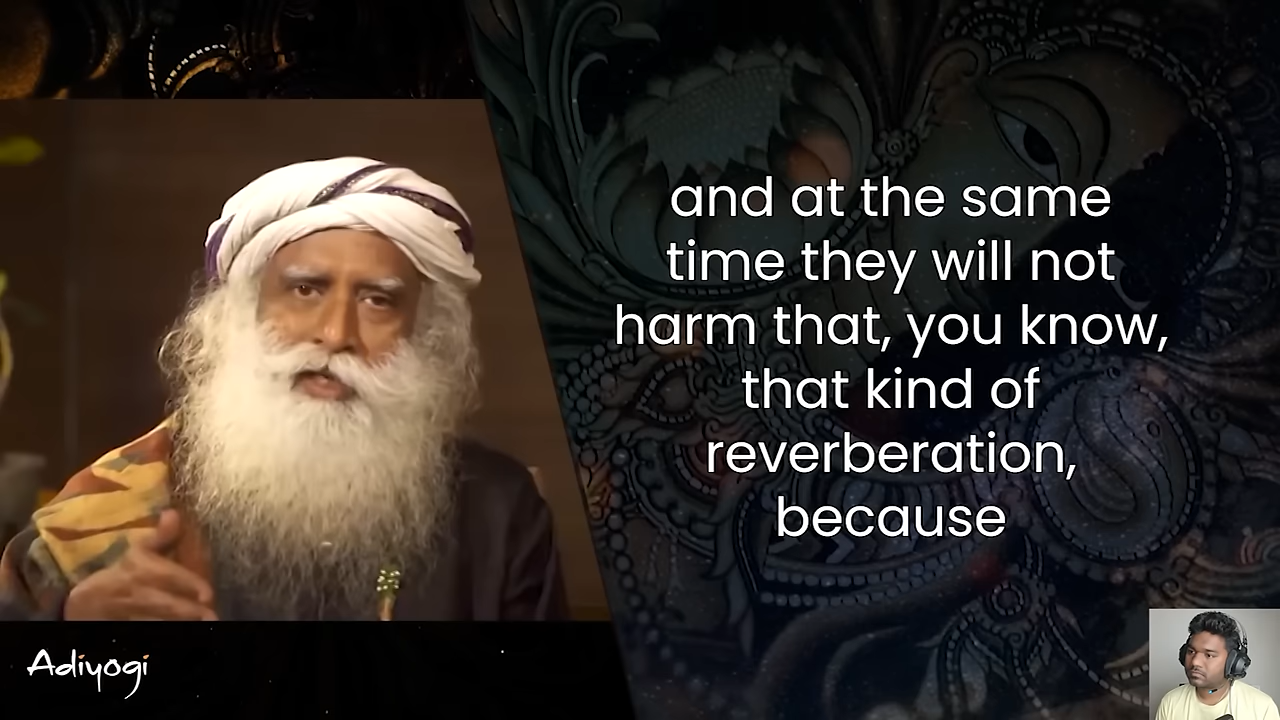 and at the same
time they will not
harm that, you know,
that kind of
reverberation,
because
Adiyogi